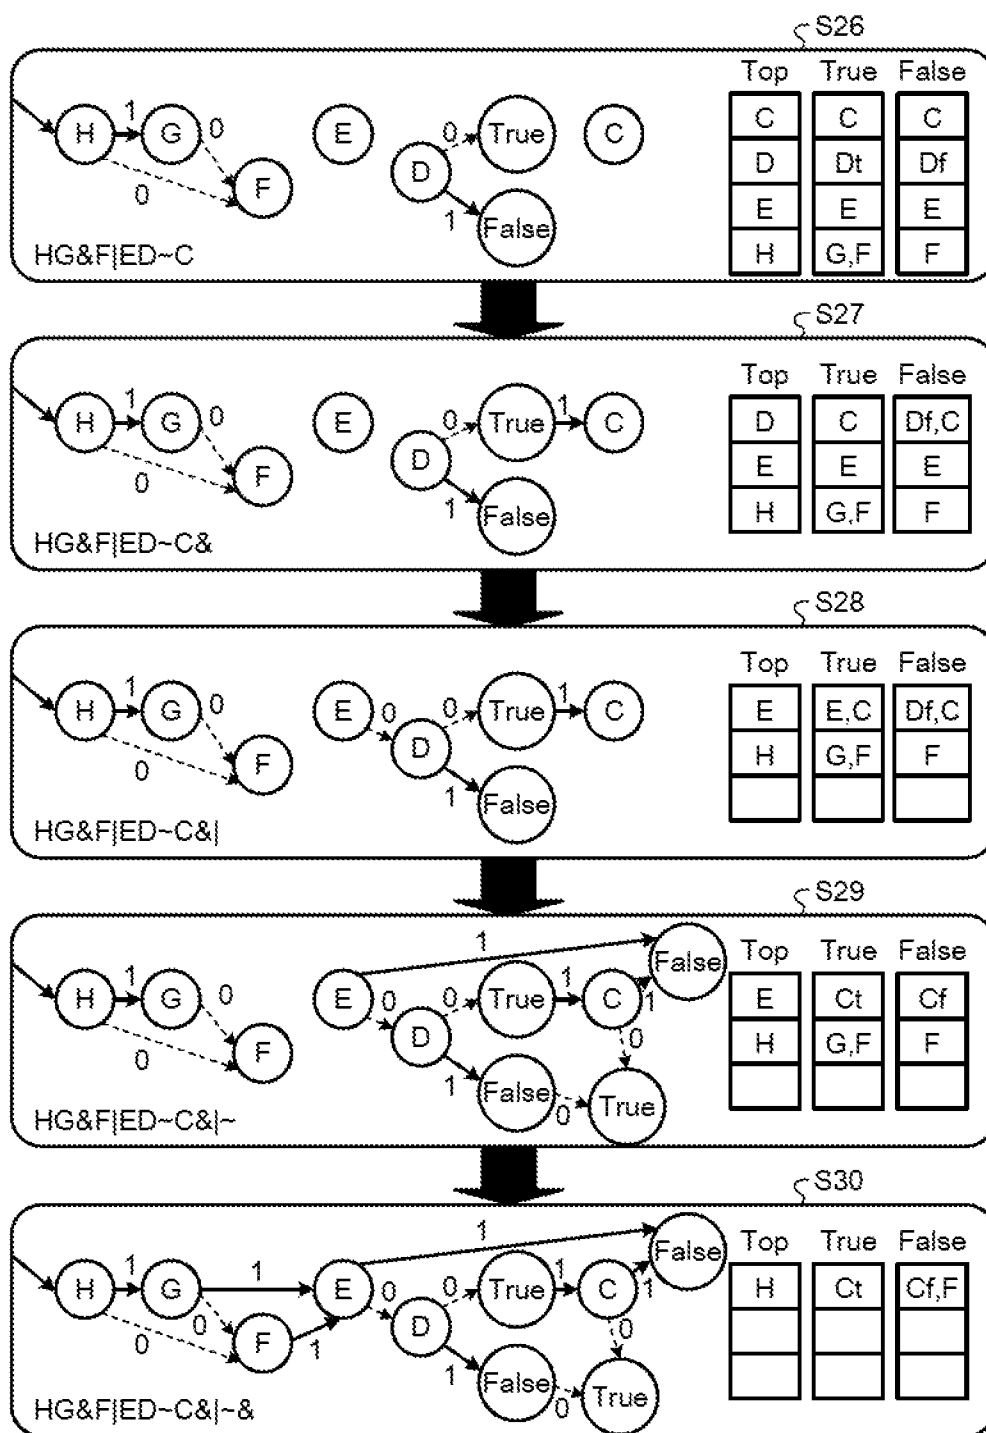 S26
Top True False
H 1 G 0 F 0 E D 0 True 1 False C
C C C
D Dt Df
E E E
H G,F F
HG&F|ED~C
S27
Top True False
H 1 G 0 F 0 E D 0 True 1 C 1 False
D C Df,C
E E E
H G,F F
HG&F|ED~C&
S28
Top True False
H 1 G 0 F 0 E 0 D 0 True 1 C 1 False
E E,C Df,C
H G,F F
HG&F|ED~C&|
S29
Top True False
H 1 G 0 F 0 E 1 False 0 D 0 True 1 C 1 0 1 False 0 True
E Ct Cf
H G,F F
HG&F|ED~C&|~
S30
Top True False
H 1 G 1 0 F 0 1 E 1 False 0 D 0 True 1 C 1 0 1 False 0 True
H Ct Cf,F
HG&F|ED~C&|~&